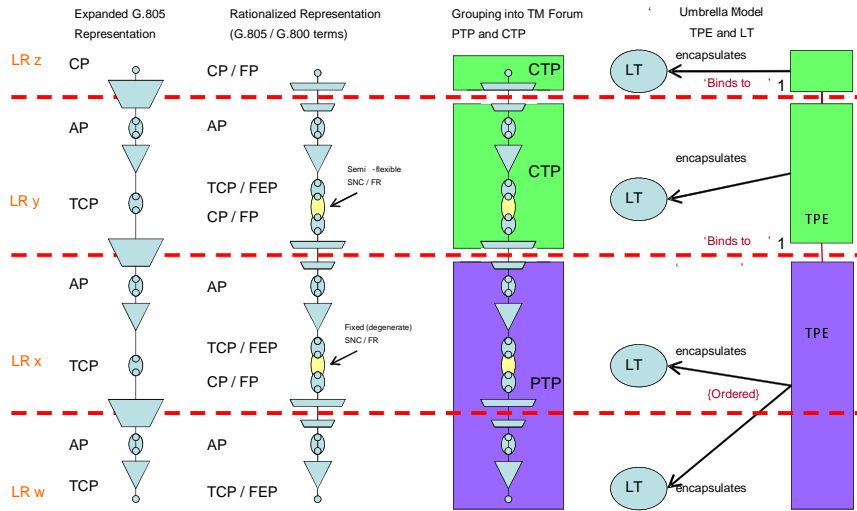 Expanded G.805
Representation
Rationalized Representation
(G.805 / G.800 terms)
Grouping into TM Forum
PTP and CTP
‘ Umbrella Model
TPE and LT
LR z
CP
CP / FP
CTP
LT
encapsulates
‘Binds to ’ 1
AP
AP
CTP
encapsulates
Semi -flexible
SNC / FR
LR y
TCP
TCP / FEP
CP / FP
LT
TPE
‘Binds to ’ 1
‘ ’
AP
AP
TPE
Fixed (degenerate)
SNC / FR
LR x
TCP
TCP / FEP
CP / FP
PTP
LT
encapsulates
{Ordered}
AP
AP
LR w
TCP
TCP / FEP
LT
encapsulates